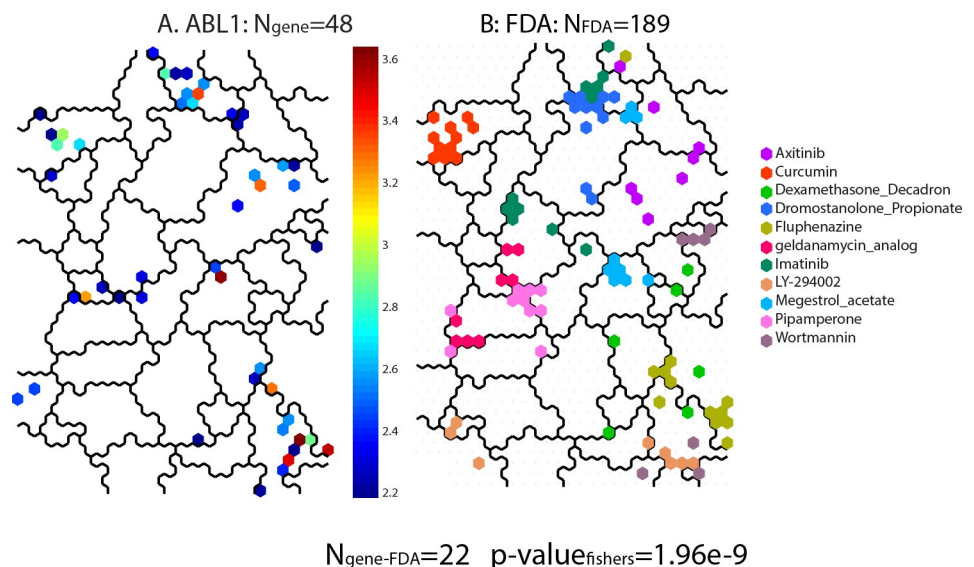 A. ABL1: Ngene=48
B: FDA: NFDA=189
3.6
3.4
3.2
3
2.8
2.6
2.4
2.2
Axitinib
Curcumin
Dexamethasone_Decadron
Dromostanolone_Propionate
Fluphenazine
geldanamycin_analog
Imatinib
LY-294002
Megestrol_acetate
Pipamperone
Wortmannin
Ngene-FDA=22 p-valuefishers=1.96e-9